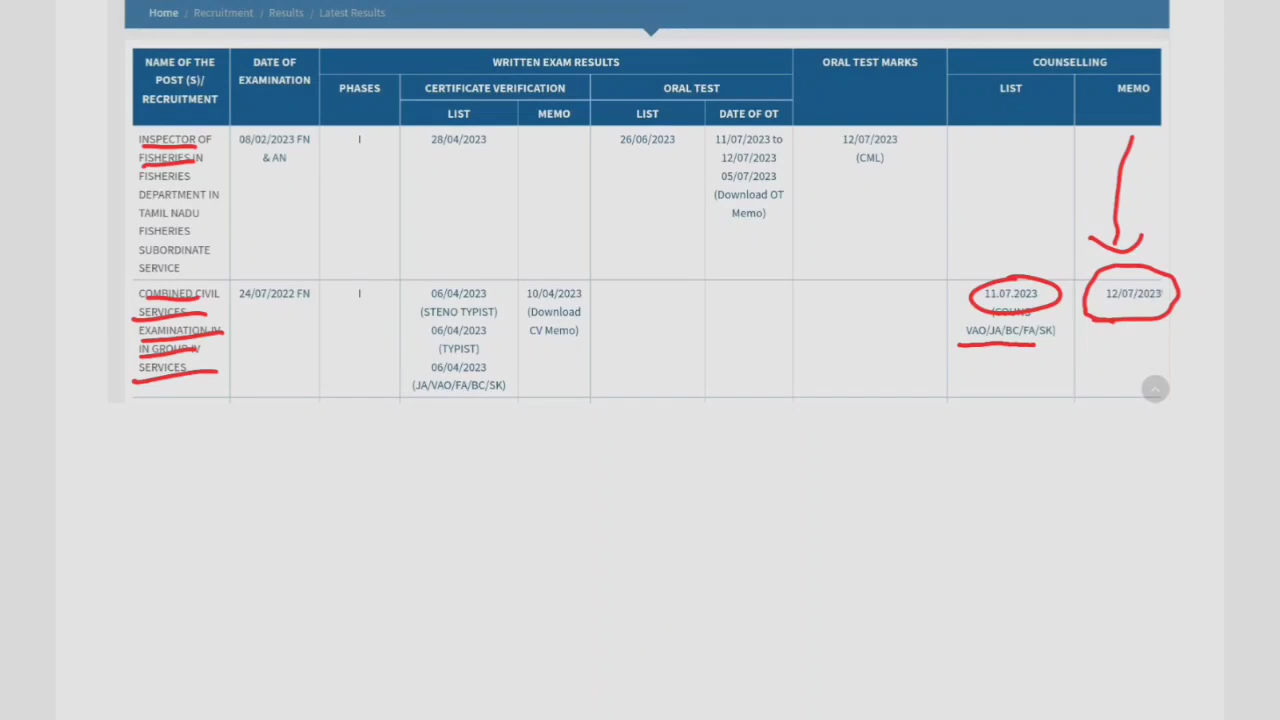 Home / Recruitment / Results / Latest Results
NAME OF THE POST (S)/ RECRUITMENT
DATE OF EXAMINATION
WRITTEN EXAM RESULTS
ORAL TEST MARKS
COUNSELLING
PHASES
CERTIFICATE VERIFICATION
ORAL TEST
LIST
MEMO
LIST
MEMO
LIST
DATE OF OT
INSPECTOR OF
FISHERIES IN
FISHERIES
DEPARTMENT IN
TAMIL NADU
FISHERIES
SUBORDINATE
SERVICE
08/02/2023 FN
& AN
I
28/04/2023
26/06/2023
11/07/2023 to
12/07/2023
05/07/2023
(Download OT
Memo)
12/07/2023
(CML)
COMBINED CIVIL
SERVICES
EXAMINATION-IV
IN GROUP IV
SERVICES
24/07/2022 FN
I
06/04/2023
(STENO TYPIST)
06/04/2023
(TYPIST)
06/04/2023
(JA/VAO/FA/BC/SK)
10/04/2023
(Download
CV Memo)
11.07.2023
(COUNS
VAO/JA/BC/FA/SK)
12/07/2023